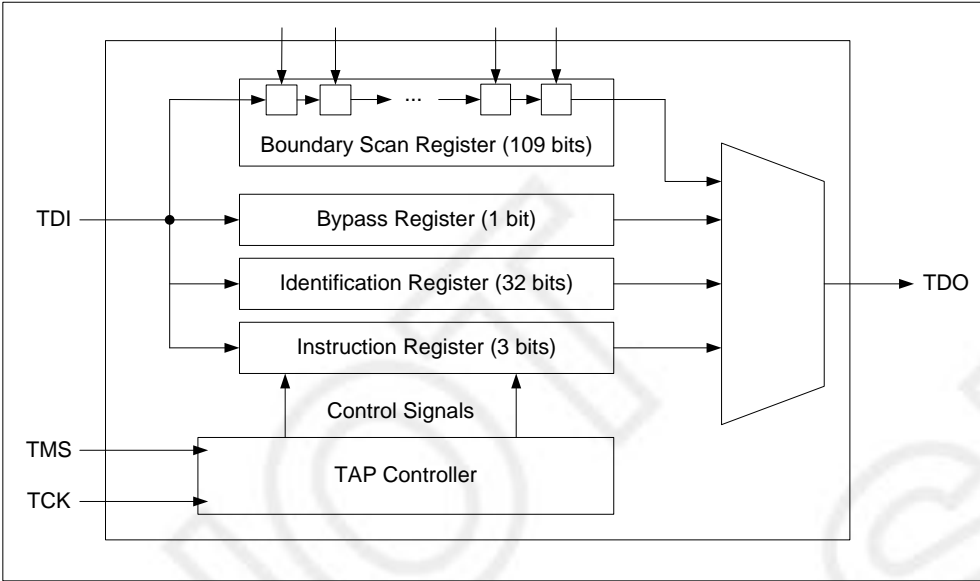 ...
Boundary Scan Register (109 bits)
TDI
Bypass Register (1 bit)
Identification Register (32 bits)
TDO
Instruction Register (3 bits)
Control Signals
TMS
TAP Controller
TCK